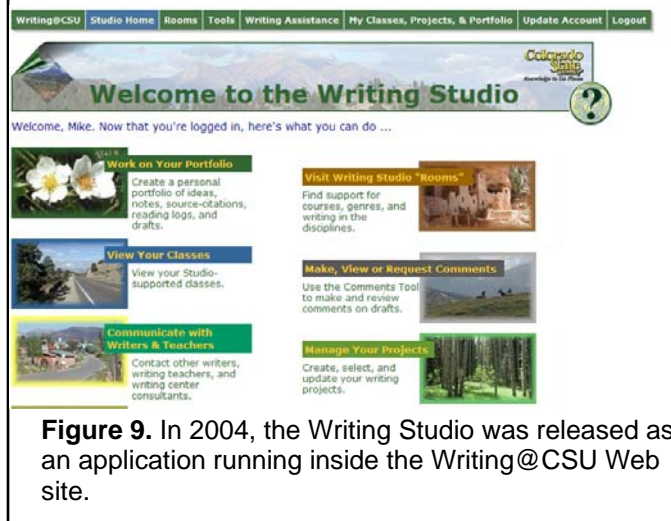 Writing@CSU Studio Home Rooms Tools Writing Assistance My Classes, Projects, & Portfolio Update Account Logout
Colorado
State
Knowledge to Go Places
Welcome to the Writing Studio
?
Welcome, Mike. Now that you're logged in, here's what you can do ...
Work on Your Portfolio
Create a personal
portfolio of ideas,
notes, source-citations,
reading logs, and
drafts.
Visit Writing Studio "Rooms"
Find support for
courses, genres, and
writing in the
disciplines.
View Your Classes
View your Studio-
supported classes.
Make, View or Request Comments
Use the Comments Tool
to make and review
comments on drafts.
Communicate with
Writers & Teachers
Contact other writers,
writing teachers, and
writing center
consultants.
Manage Your Projects
Create, select, and
update your writing
projects.
Figure 9. In 2004, the Writing Studio was released as
an application running inside the Writing@CSU Web
site.